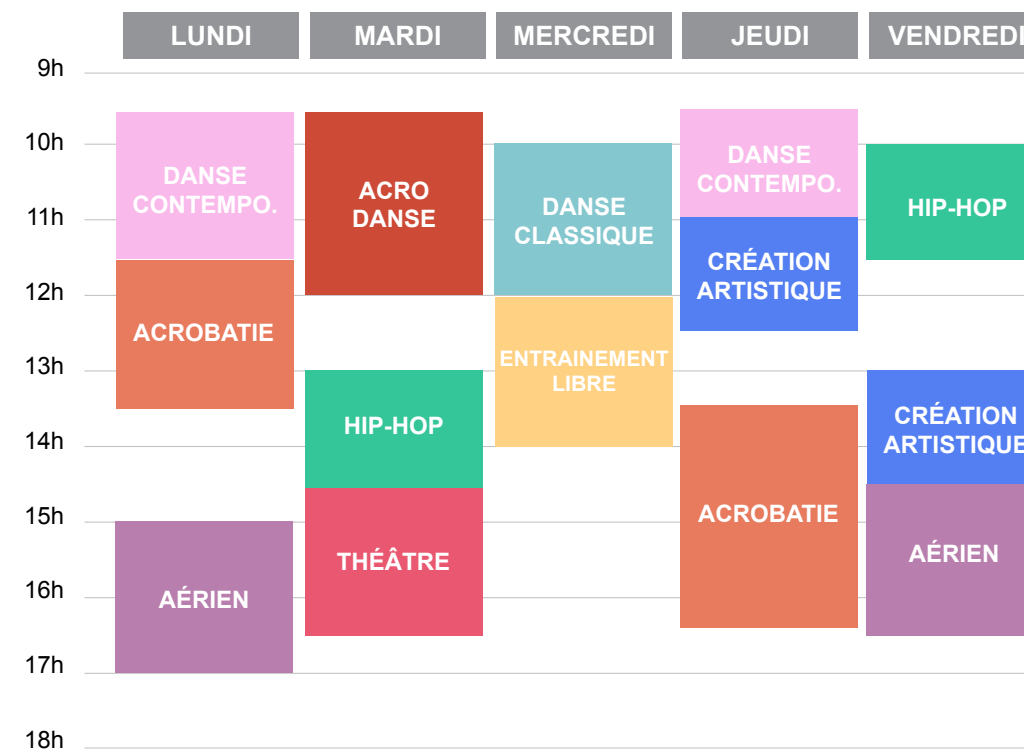 LUNDI MARDI MERCREDI JEUDI VENDREDI
9h
10h
11h
12h
13h
14h
15h
16h
17h
18h
DANSE
CONTEMPO.
ACROBATIE
AÉRIEN
ACRO
DANSE
HIP-HOP
THÉÂTRE
DANSE
CLASSIQUE
ENTRAINEMENT
LIBRE
DANSE
CONTEMPO.
CRÉATION
ARTISTIQUE
ACROBATIE
HIP-HOP
CRÉATION
ARTISTIQUE
AÉRIEN